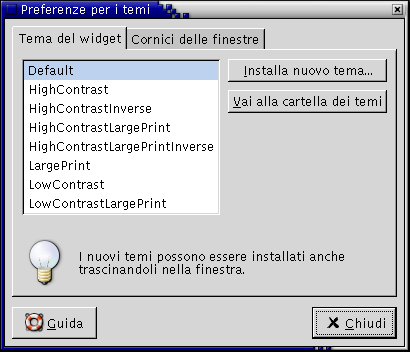 Preferenze per i temi
Tema del widget
Cornici delle finestre
Default
HighContrast
HighContrastInverse
HighContrastLargePrint
HighContrastLargePrintInverse
LargePrint
LowContrast
LowContrastLargePrint
Installa nuovo tema...
Vai alla cartella dei temi
I nuovi temi possono essere installati anche
trascinandoli nella finestra.
Guida
Chiudi